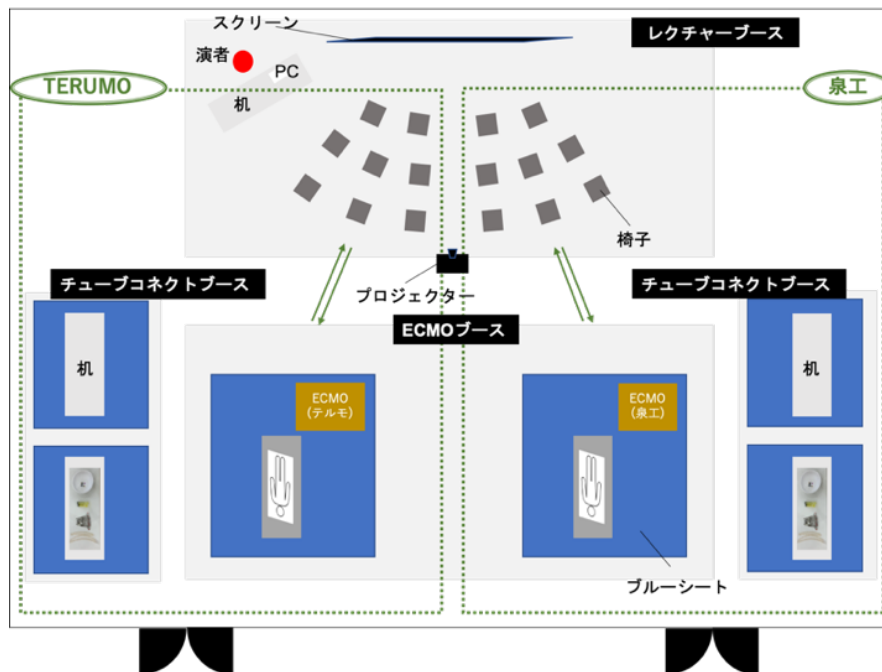 スクリーン
レクチャーブース
演者
PC
机
TERUMO
泉工
椅子
プロジェクター
チューブコネクトブース
チューブコネクトブース
ECMOブース
机
机
ECMO
(テルモ)
ECMO
(泉工)
ブルーシート